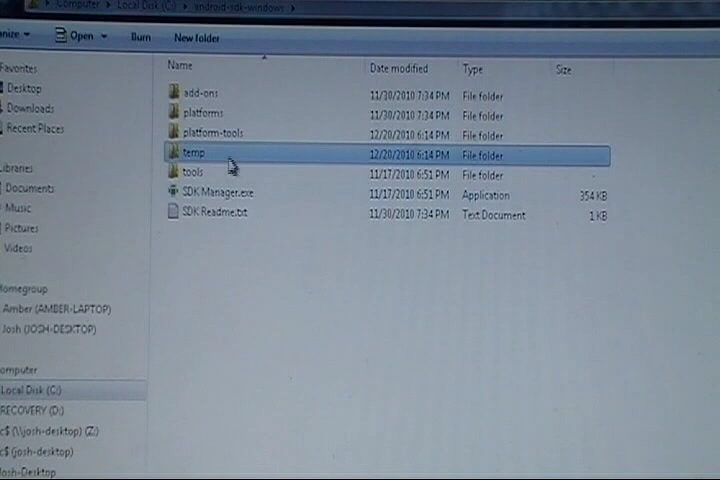 Computer ▸ Local Disk (C:) ▸ android-sdk-windows ▸
anize ▾ Open ▾ Burn New folder
Name Date modified Type Size
Favorites
Desktop
Downloads
Recent Places
Libraries
Documents
Music
Pictures
Videos
omegroup
Amber (AMBER-LAPTOP)
Josh (JOSH-DESKTOP)
omputer
Local Disk (C:)
RECOVERY (D:)
c$ (\\josh-desktop) (Z:)
c$ (josh-desktop)
osh-Desktop
add-ons 11/30/2010 7:34 PM File folder
platforms 11/30/2010 7:34 PM File folder
platform-tools 12/20/2010 6:14 PM File folder
temp 12/20/2010 6:14 PM File folder
tools 11/17/2010 6:51 PM File folder
SDK Manager.exe 11/17/2010 6:51 PM Application 354 KB
SDK Readme.txt 11/30/2010 7:34 PM Text Document 1 KB